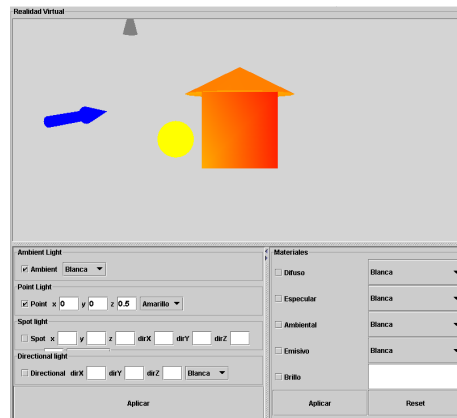 Realidad Virtual
Ambient Light
Ambient Blanca
Point Light
Point x 0 y 0 z 0.5 Amarillo
Spot light
Spot x y z dirX dirY dirZ
Directional light
Directional dirX dirY dirZ Blanca
Aplicar
Materiales
Difuso Blanca
Especular Blanca
Ambiental Blanca
Emisivo Blanca
Brillo
Aplicar Reset